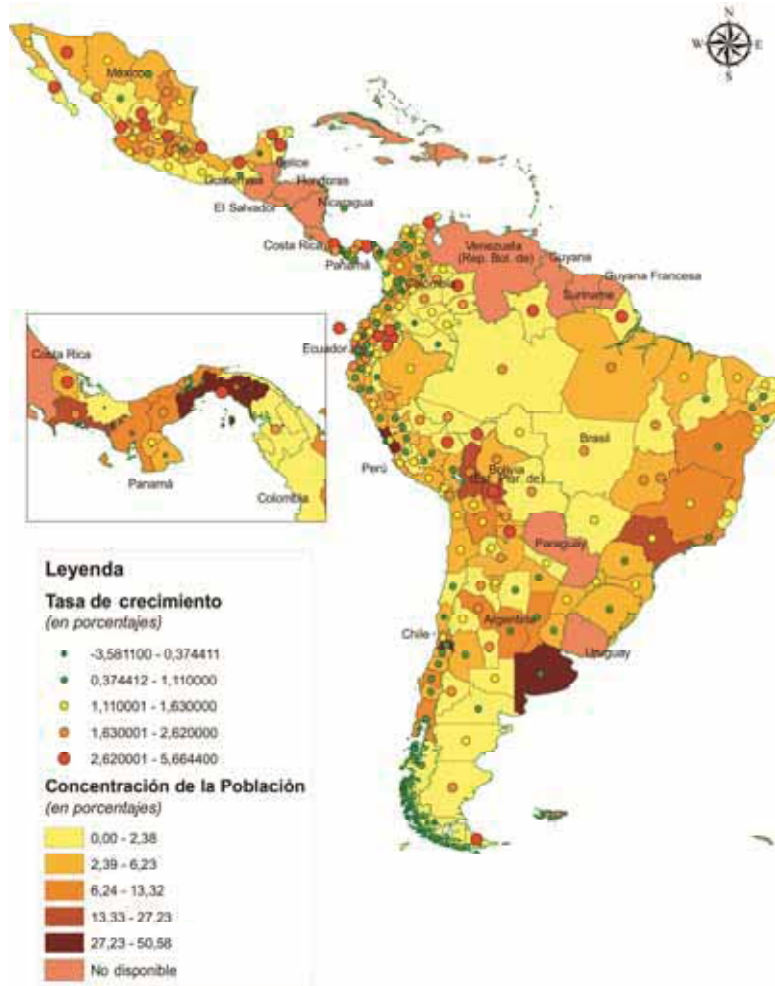 N
W E
S
México
Belice
Guatemala
Honduras
El Salvador
Nicaragua
Costa Rica
Panamá
Venezuela
(Rep. Bol. de)
Guyana
Guyana Francesa
Suriname
Colombia
Ecuador
Costa Rica
Panamá
Colombia
Brasil
Perú
Bolivia
(Est. Plur. de)
Paraguay
Chile
Argentina
Uruguay
Leyenda
Tasa de crecimiento
(en porcentajes)
-3,581100 - 0,374411
0,374412 - 1,110000
1,110001 - 1,630000
1,630001 - 2,620000
2,620001 - 5,664400
Concentración de la Población
(en porcentajes)
0,00 - 2,38
2,39 - 6,23
6,24 - 13,32
13,33 - 27,23
27,23 - 50,58
No disponible